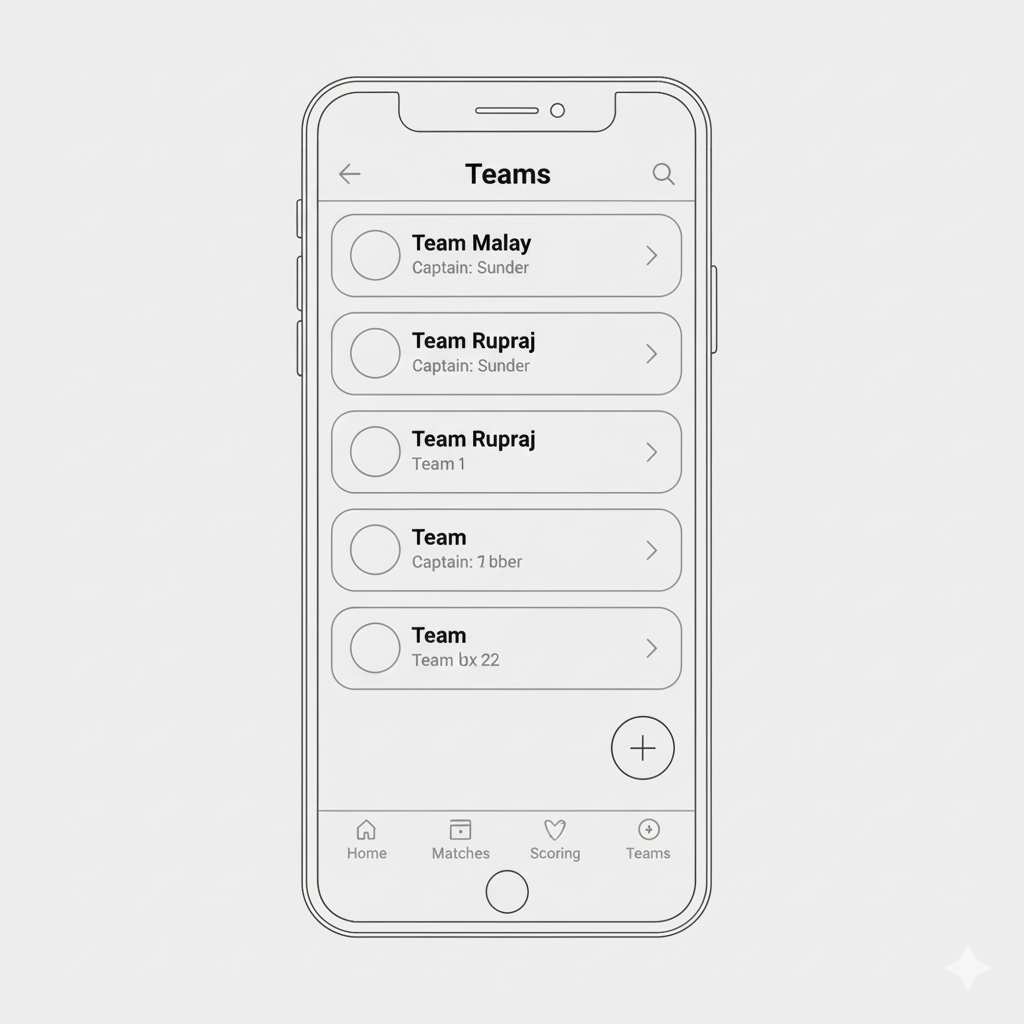 Teams
Team Malay
Captain: Sunder
Team Rupraj
Captain: Sunder
Team Rupraj
Team 1
Team
Captain: 7 bber
Team
Team bx 22
Home
Matches
Scoring
Teams